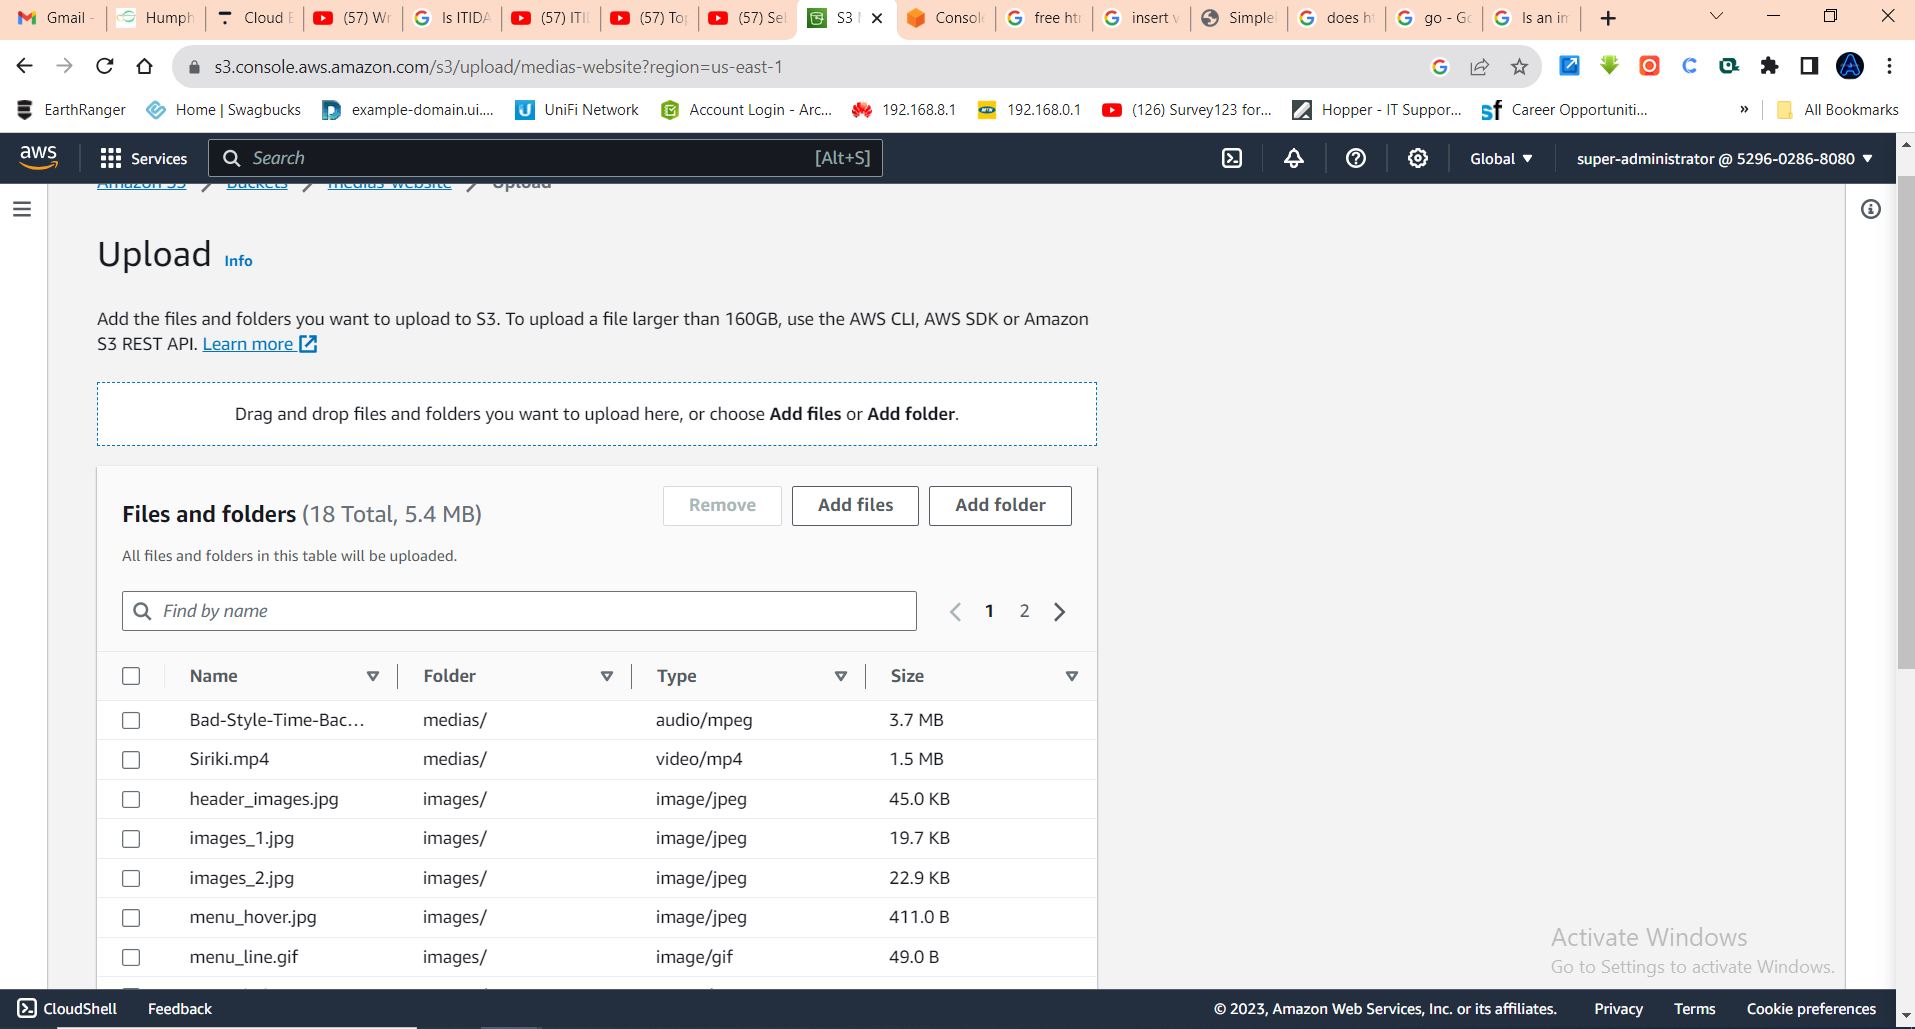 Gmail -
Humph
Cloud E
(57) Wr
Is ITIDA
(57) ITI
(57) To
(57) Se
S3
Console
free ht
insert v
Simple
does h
go - G
Is an i
s3.console.aws.amazon.com/s3/upload/medias-website?region=us-east-1
EarthRanger
Home | Swagbucks
example-domain.ui....
UniFi Network
Account Login - Arc...
192.168.8.1
192.168.0.1
(126) Survey123 for...
Hopper - IT Suppor...
Career Opportuniti...
»
All Bookmarks
aws
Services
Search
[Alt+S]
Global
super-administrator @ 5296-0286-8080
Amazon S3
Buckets
medias-website
Upload
Upload Info
Add the files and folders you want to upload to S3. To upload a file larger than 160GB, use the AWS CLI, AWS SDK or Amazon
S3 REST API. Learn more
Drag and drop files and folders you want to upload here, or choose Add files or Add folder.
Files and folders (18 Total, 5.4 MB)
Remove
Add files
Add folder
All files and folders in this table will be uploaded.
Find by name
1 2
Name Folder Type Size
Bad-Style-Time-Bac... medias/ audio/mpeg 3.7 MB
Siriki.mp4 medias/ video/mp4 1.5 MB
header_images.jpg images/ image/jpeg 45.0 KB
images_1.jpg images/ image/jpeg 19.7 KB
images_2.jpg images/ image/jpeg 22.9 KB
menu_hover.jpg images/ image/jpeg 411.0 B
menu_line.gif images/ image/gif 49.0 B
Activate Windows
Go to Settings to activate Windows.
CloudShell
Feedback
© 2023, Amazon Web Services, Inc. or its affiliates.
Privacy
Terms
Cookie preferences